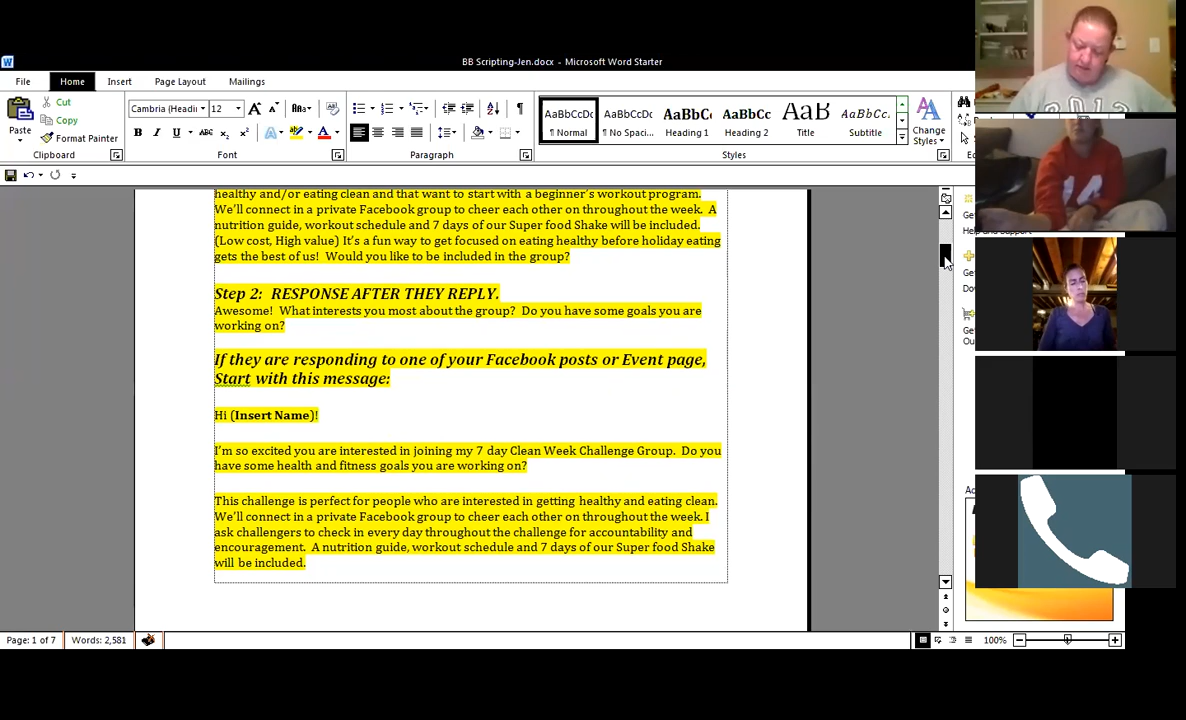 BB Scripting-Jen.docx - Microsoft Word Starter
File Home Insert Page Layout Mailings
Cut
Copy
Format Painter
Paste
Clipboard
Cambria (Headii 12
Font
Paragraph
AaBbCcDc AaBbCcDc AaBbCc AaBbCc AaB AaBbCc.
¶ Normal ¶ No Spaci... Heading 1 Heading 2 Title Subtitle
Change
Styles
Styles
healthy and/or eating clean and that want to start with a beginner's workout program.
We'll connect in a private Facebook group to cheer each other on throughout the week. A
nutrition guide, workout schedule and 7 days of our Super food Shake will be included.
(Low cost, High value) It's a fun way to get focused on eating healthy before holiday eating
gets the best of us! Would you like to be included in the group?
Step 2: RESPONSE AFTER THEY REPLY.
Awesome! What interests you most about the group? Do you have some goals you are
working on?
If they are responding to one of your Facebook posts or Event page,
Start with this message:
Hi (Insert Name)!
I'm so excited you are interested in joining my 7 day Clean Week Challenge Group. Do you
have some health and fitness goals you are working on?
This challenge is perfect for people who are interested in getting healthy and eating clean.
We'll connect in a private Facebook group to cheer each other on throughout the week. I
ask challengers to check in every day throughout the challenge for accountability and
encouragement. A nutrition guide, workout schedule and 7 days of our Super food Shake
will be included.
Page: 1 of 7 Words: 2,581
100%